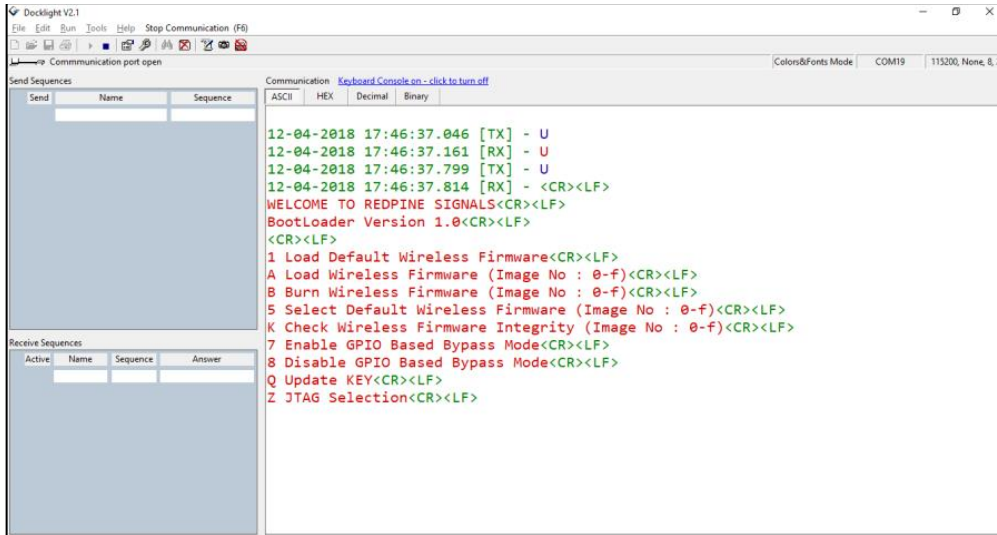 Docklight V2.1
File Edit Run Tools Help Stop Communication (F6)
Commmunication port open
Colors&Fonts Mode COM19 115200, None, 8,
Send Sequences
Send Name Sequence
Communication Keyboard Console on - click to turn off
ASCII HEX Decimal Binary
12-04-2018 17:46:37.046 [TX] - U
12-04-2018 17:46:37.161 [RX] - U
12-04-2018 17:46:37.799 [TX] - U
12-04-2018 17:46:37.814 [RX] - <CR><LF>
WELCOME TO REDPINE SIGNALS<CR><LF>
BootLoader Version 1.0<CR><LF>
<CR><LF>
1 Load Default Wireless Firmware<CR><LF>
A Load Wireless Firmware (Image No : 0-f)<CR><LF>
B Burn Wireless Firmware (Image No : 0-f)<CR><LF>
5 Select Default Wireless Firmware (Image No : 0-f)<CR><LF>
K Check Wireless Firmware Integrity (Image No : 0-f)<CR><LF>
7 Enable GPIO Based Bypass Mode<CR><LF>
8 Disable GPIO Based Bypass Mode<CR><LF>
Q Update KEY<CR><LF>
Z JTAG Selection<CR><LF>
Receive Sequences
Active Name Sequence Answer